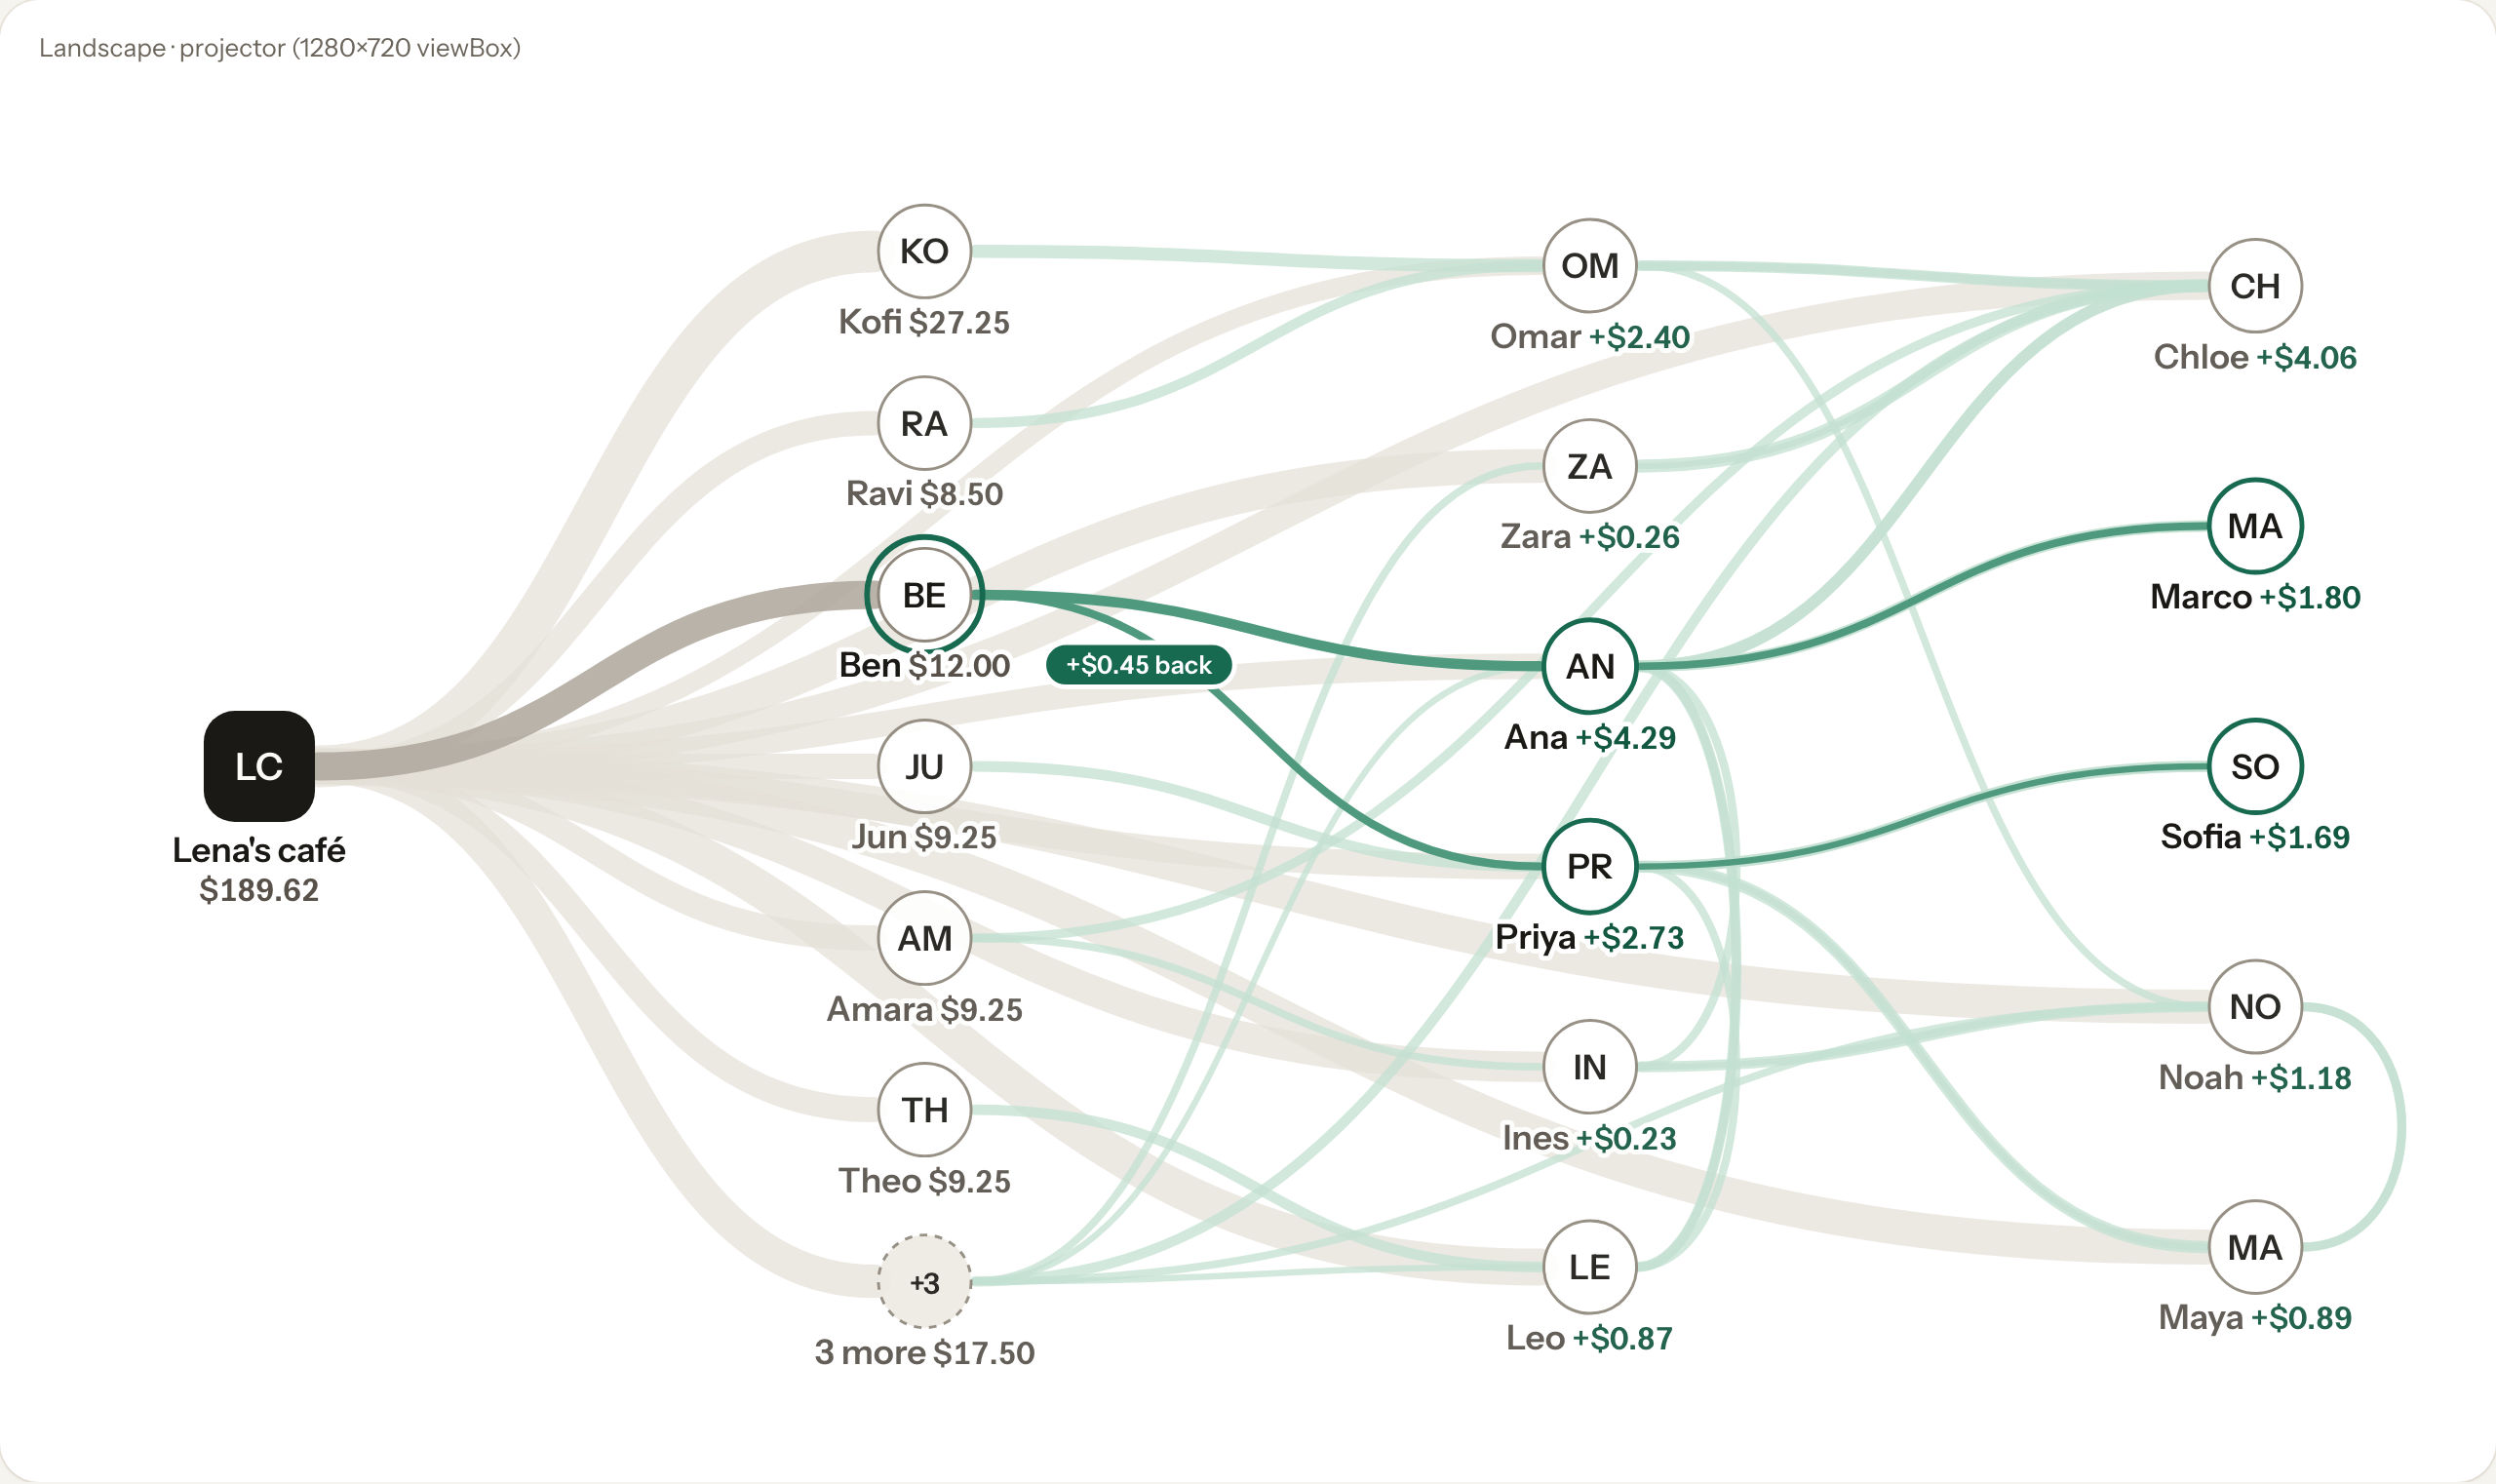 Landscape · projector (1280×720 viewBox)
LC
Lena's café
$189.62
KO
Kofi $27.25
RA
Ravi $8.50
BE
Ben $12.00
+$0.45 back
JU
Jun $9.25
AM
Amara $9.25
TH
Theo $9.25
+3
3 more $17.50
OM
Omar +$2.40
ZA
Zara +$0.26
AN
Ana +$4.29
PR
Priya +$2.73
IN
Ines +$0.23
LE
Leo +$0.87
CH
Chloe +$4.06
MA
Marco +$1.80
SO
Sofia +$1.69
NO
Noah +$1.18
MA
Maya +$0.89